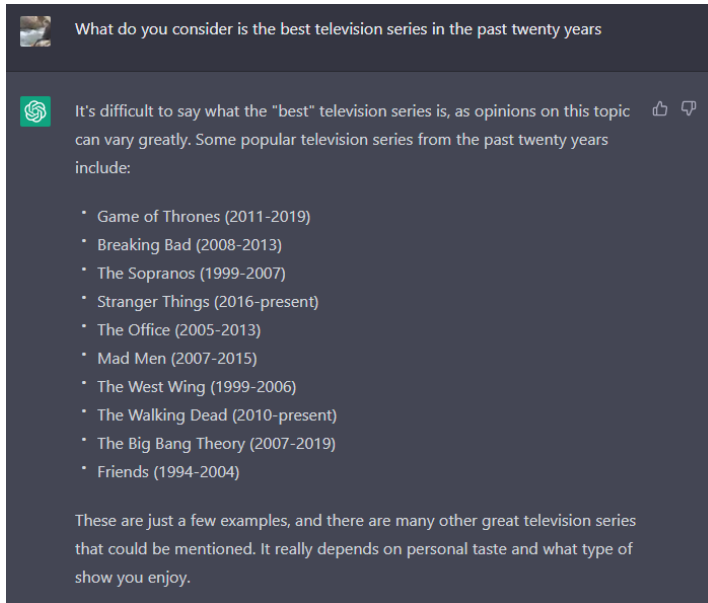 What do you consider is the best television series in the past twenty years
It's difficult to say what the "best" television series is, as opinions on this topic
can vary greatly. Some popular television series from the past twenty years
include:
• Game of Thrones (2011-2019)
• Breaking Bad (2008-2013)
• The Sopranos (1999-2007)
• Stranger Things (2016-present)
• The Office (2005-2013)
• Mad Men (2007-2015)
• The West Wing (1999-2006)
• The Walking Dead (2010-present)
• The Big Bang Theory (2007-2019)
• Friends (1994-2004)
These are just a few examples, and there are many other great television series
that could be mentioned. It really depends on personal taste and what type of
show you enjoy.